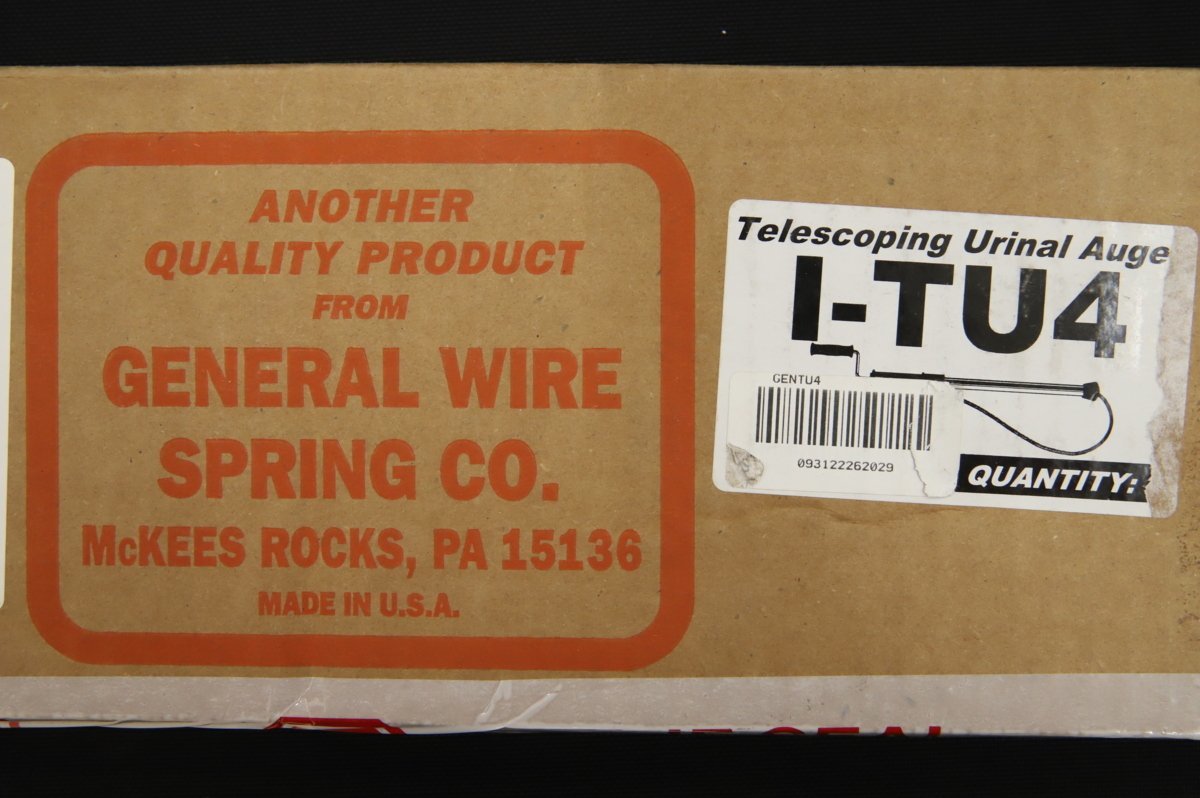 ANOTHER
QUALITY PRODUCT
FROM
GENERAL WIRE
SPRING CO.
McKEES ROCKS, PA 15136
MADE IN U.S.A.
Telescoping Urinal Auge
I-TU4
GENTU4
093122262029
QUANTITY: